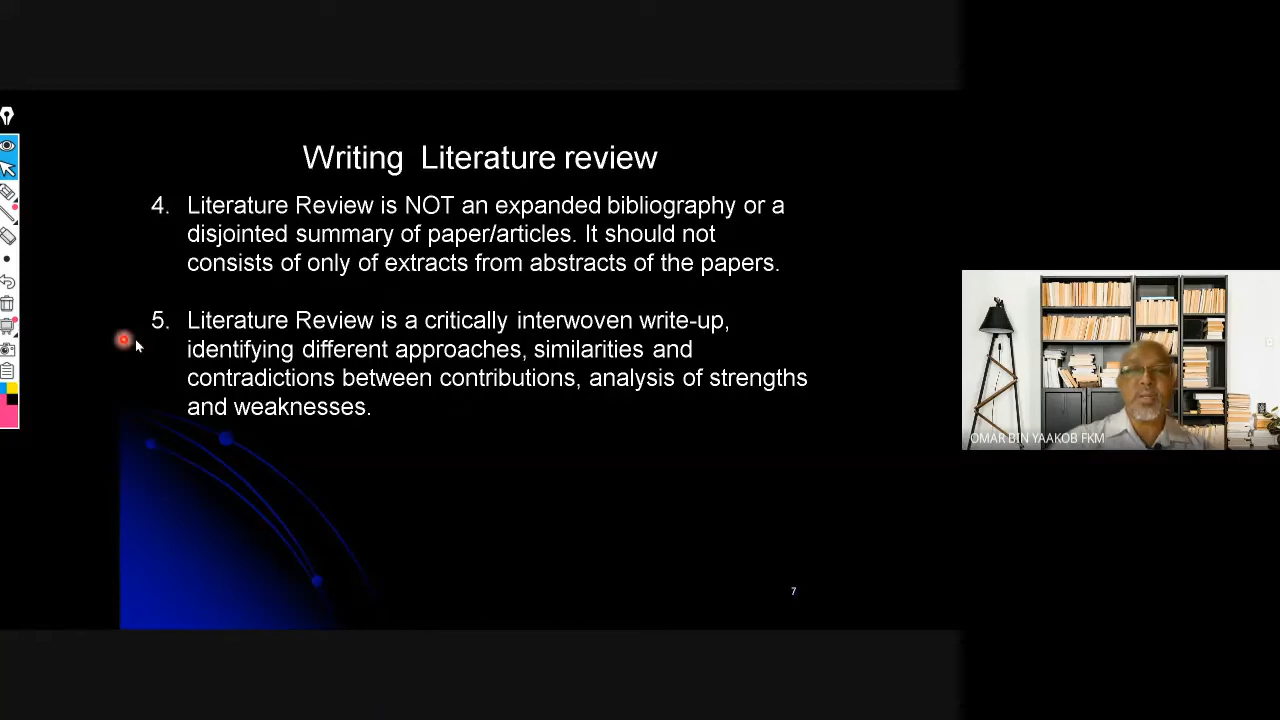 Writing Literature review
4. Literature Review is NOT an expanded bibliography or a
disjointed summary of paper/articles. It should not
consists of only of extracts from abstracts of the papers.
5. Literature Review is a critically interwoven write-up,
identifying different approaches, similarities and
contradictions between contributions, analysis of strengths
and weaknesses.
OMAR BIN YAAKOB FKM
7